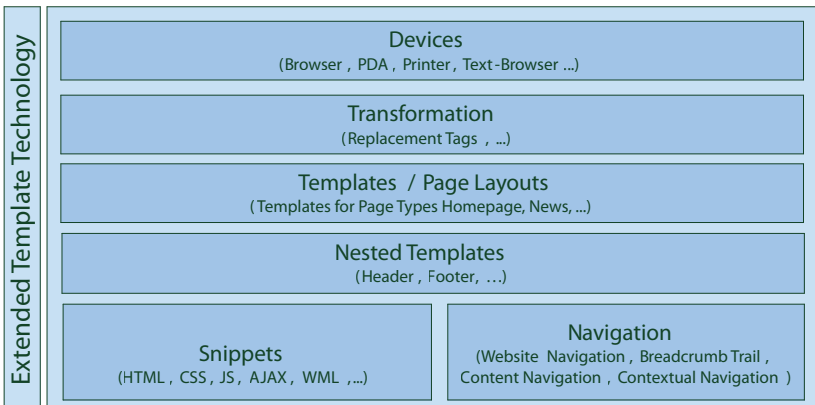 Extended Template Technology
Devices
(Browser , PDA , Printer , Text-Browser ...)
Transformation
(Replacement Tags , ...)
Templates / Page Layouts
(Templates for Page Types Homepage, News, ...)
Nested Templates
(Header , Footer, ...)
Snippets
(HTML , CSS , JS , AJAX , WML ,...)
Navigation
(Website Navigation , Breadcrumb Trail ,
Content Navigation , Contextual Navigation )